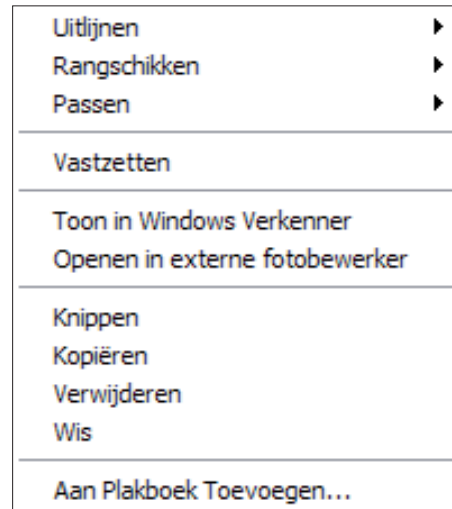 Uitlijnen
Rangschikken
Passen
Vastzetten
Toon in Windows Verkenner
Openen in externe fotobewerker
Knippen
Kopiëren
Verwijderen
Wis
Aan Plakboek Toevoegen...